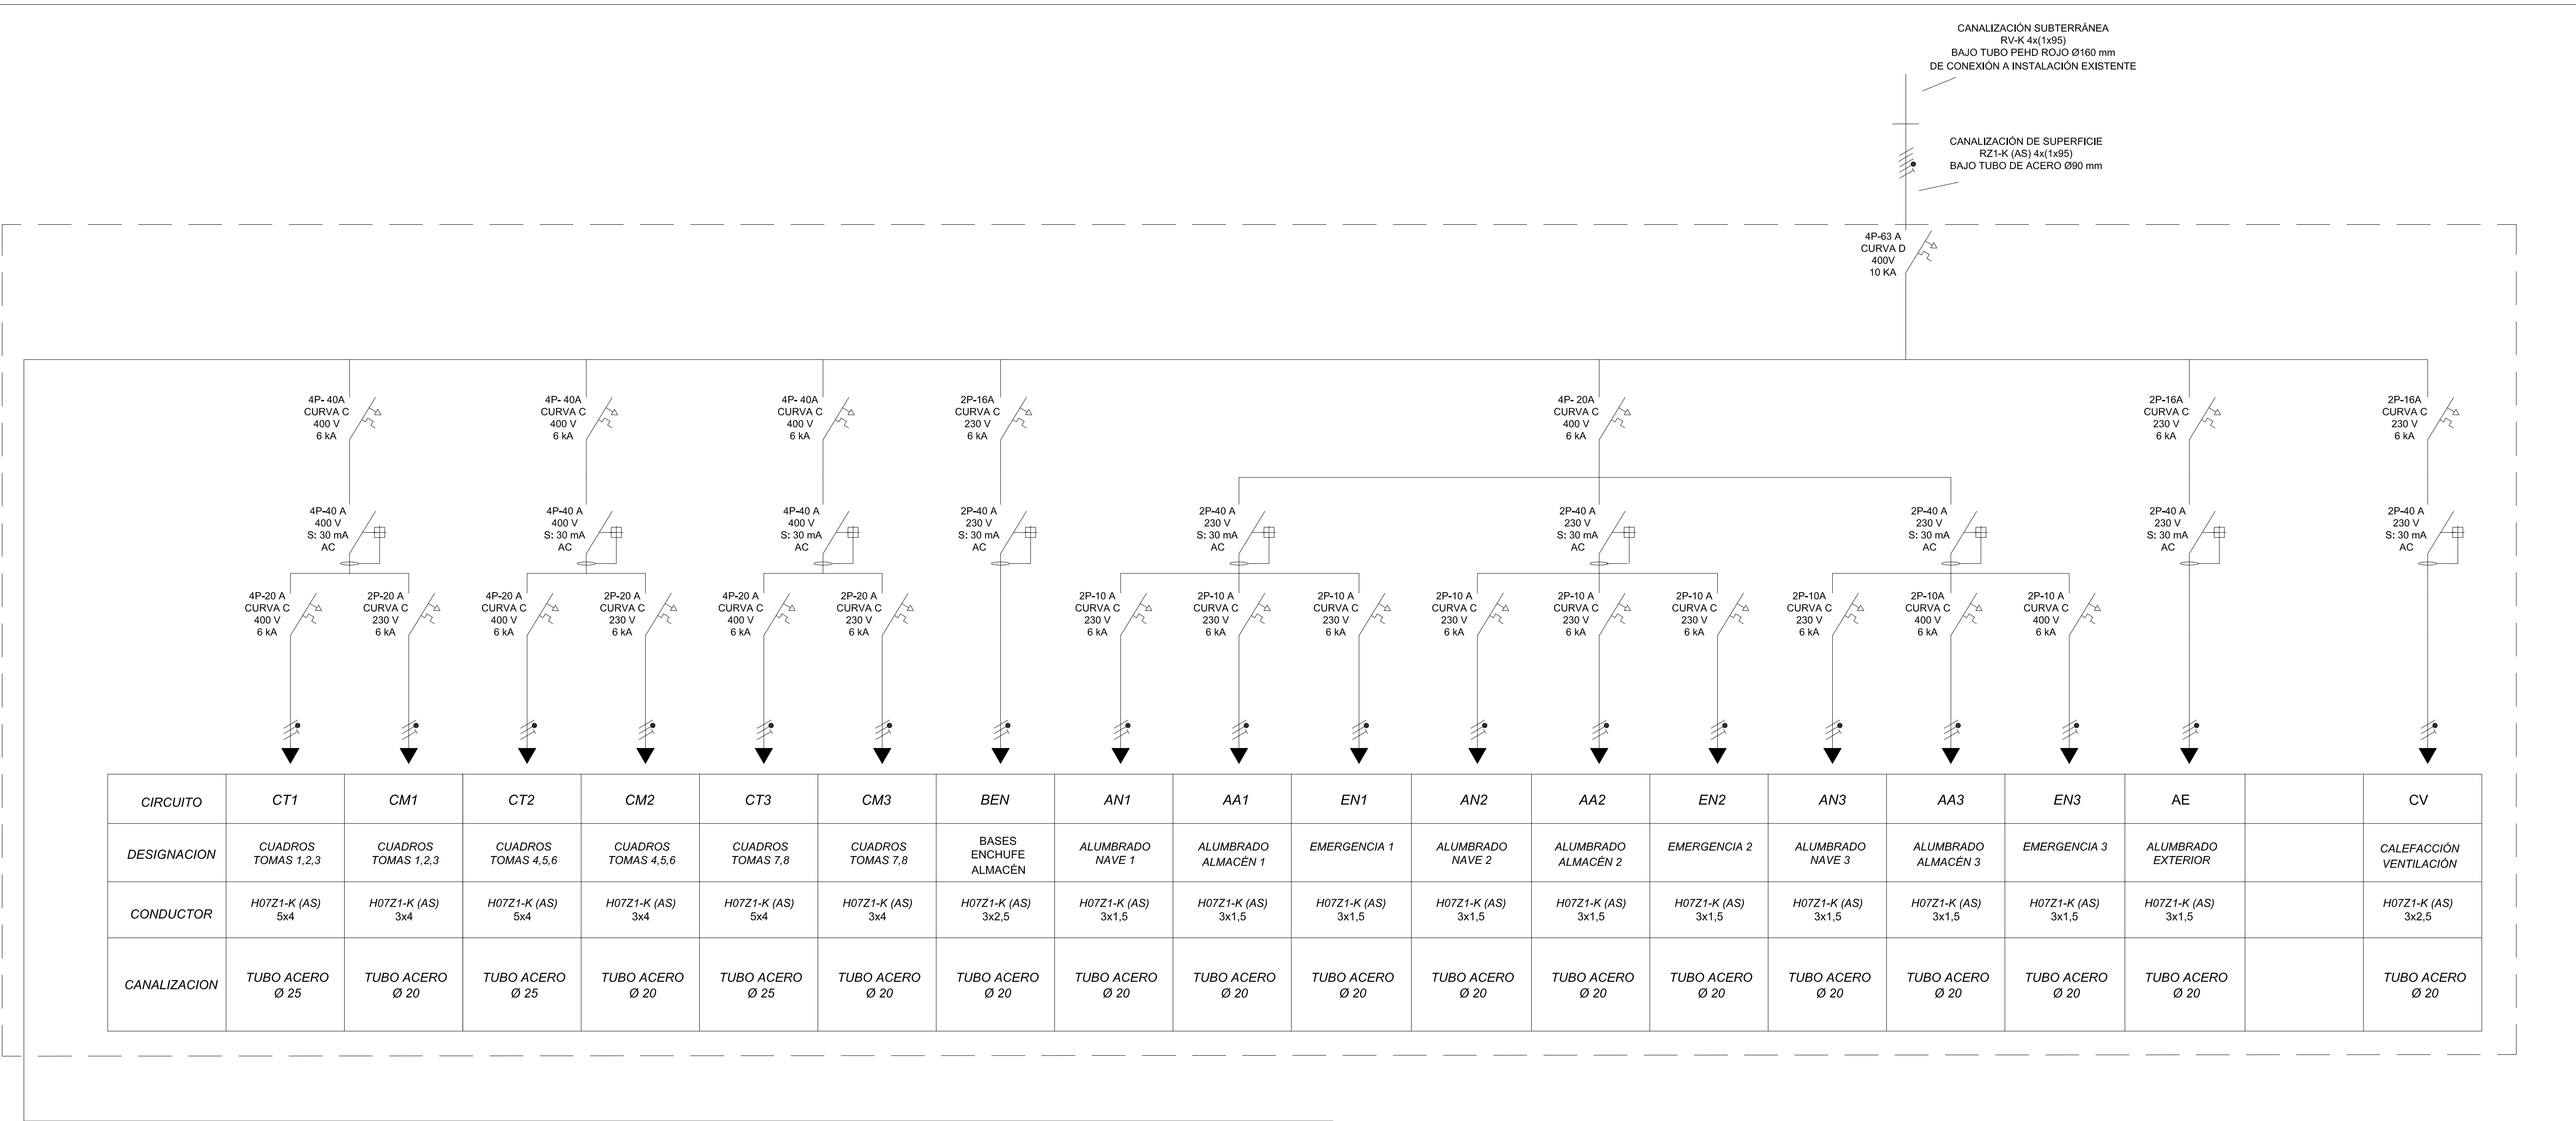 CANALIZACIÓN SUBTERRÁNEA
RV-K 4x(1x95)
BAJO TUBO PEHD ROJO Ø160 mm
DE CONEXIÓN A INSTALACIÓN EXISTENTE
CANALIZACIÓN DE SUPERFICIE
RZ1-K (AS) 4x(1x95)
BAJO TUBO DE ACERO Ø90 mm
4P-63 A
CURVA D
400V
10 KA
4P- 40A
CURVA C
400 V
6 kA
4P- 40A
CURVA C
400 V
6 kA
4P- 40A
CURVA C
400 V
6 kA
2P-16A
CURVA C
230 V
6 kA
4P- 20A
CURVA C
400 V
6 kA
2P-16A
CURVA C
230 V
6 kA
2P-16A
CURVA C
230 V
6 kA
4P-40 A
400 V
S: 30 mA
AC
4P-40 A
400 V
S: 30 mA
AC
4P-40 A
400 V
S: 30 mA
AC
2P-40 A
230 V
S: 30 mA
AC
2P-40 A
230 V
S: 30 mA
AC
2P-40 A
230 V
S: 30 mA
AC
2P-40 A
230 V
S: 30 mA
AC
2P-40 A
230 V
S: 30 mA
AC
2P-40 A
230 V
S: 30 mA
AC
4P-20 A
CURVA C
400 V
6 kA
2P-20 A
CURVA C
230 V
6 kA
4P-20 A
CURVA C
400 V
6 kA
2P-20 A
CURVA C
230 V
6 kA
4P-20 A
CURVA C
400 V
6 kA
2P-20 A
CURVA C
230 V
6 kA
2P-10 A
CURVA C
230 V
6 kA
2P-10 A
CURVA C
230 V
6 kA
2P-10 A
CURVA C
230 V
6 kA
2P-10 A
CURVA C
230 V
6 kA
2P-10 A
CURVA C
230 V
6 kA
2P-10 A
CURVA C
230 V
6 kA
2P-10A
CURVA C
230 V
6 kA
2P-10A
CURVA C
400 V
6 kA
2P-10 A
CURVA C
400 V
6 kA
CIRCUITO CT1 CM1 CT2 CM2 CT3 CM3 BEN AN1 AA1 EN1 AN2 AA2 EN2 AN3 AA3 EN3 AE CV
DESIGNACION
CUADROS
TOMAS 1,2,3
CUADROS
TOMAS 1,2,3
CUADROS
TOMAS 4,5,6
CUADROS
TOMAS 4,5,6
CUADROS
TOMAS 7,8
CUADROS
TOMAS 7,8
BASES
ENCHUFE
ALMACÉN
ALUMBRADO
NAVE 1
ALUMBRADO
ALMACÉN 1
EMERGENCIA 1
ALUMBRADO
NAVE 2
ALUMBRADO
ALMACÉN 2
EMERGENCIA 2
ALUMBRADO
NAVE 3
ALUMBRADO
ALMACÉN 3
EMERGENCIA 3
ALUMBRADO
EXTERIOR
CALEFACCIÓN
VENTILACIÓN
CONDUCTOR
H07Z1-K (AS)
5x4
H07Z1-K (AS)
3x4
H07Z1-K (AS)
5x4
H07Z1-K (AS)
3x4
H07Z1-K (AS)
5x4
H07Z1-K (AS)
3x4
H07Z1-K (AS)
3x2,5
H07Z1-K (AS)
3x1,5
H07Z1-K (AS)
3x1,5
H07Z1-K (AS)
3x1,5
H07Z1-K (AS)
3x1,5
H07Z1-K (AS)
3x1,5
H07Z1-K (AS)
3x1,5
H07Z1-K (AS)
3x1,5
H07Z1-K (AS)
3x1,5
H07Z1-K (AS)
3x1,5
H07Z1-K (AS)
3x1,5
H07Z1-K (AS)
3x2,5
CANALIZACION
TUBO ACERO
Ø 25
TUBO ACERO
Ø 20
TUBO ACERO
Ø 25
TUBO ACERO
Ø 20
TUBO ACERO
Ø 25
TUBO ACERO
Ø 20
TUBO ACERO
Ø 20
TUBO ACERO
Ø 20
TUBO ACERO
Ø 20
TUBO ACERO
Ø 20
TUBO ACERO
Ø 20
TUBO ACERO
Ø 20
TUBO ACERO
Ø 20
TUBO ACERO
Ø 20
TUBO ACERO
Ø 20
TUBO ACERO
Ø 20
TUBO ACERO
Ø 20
TUBO ACERO
Ø 20